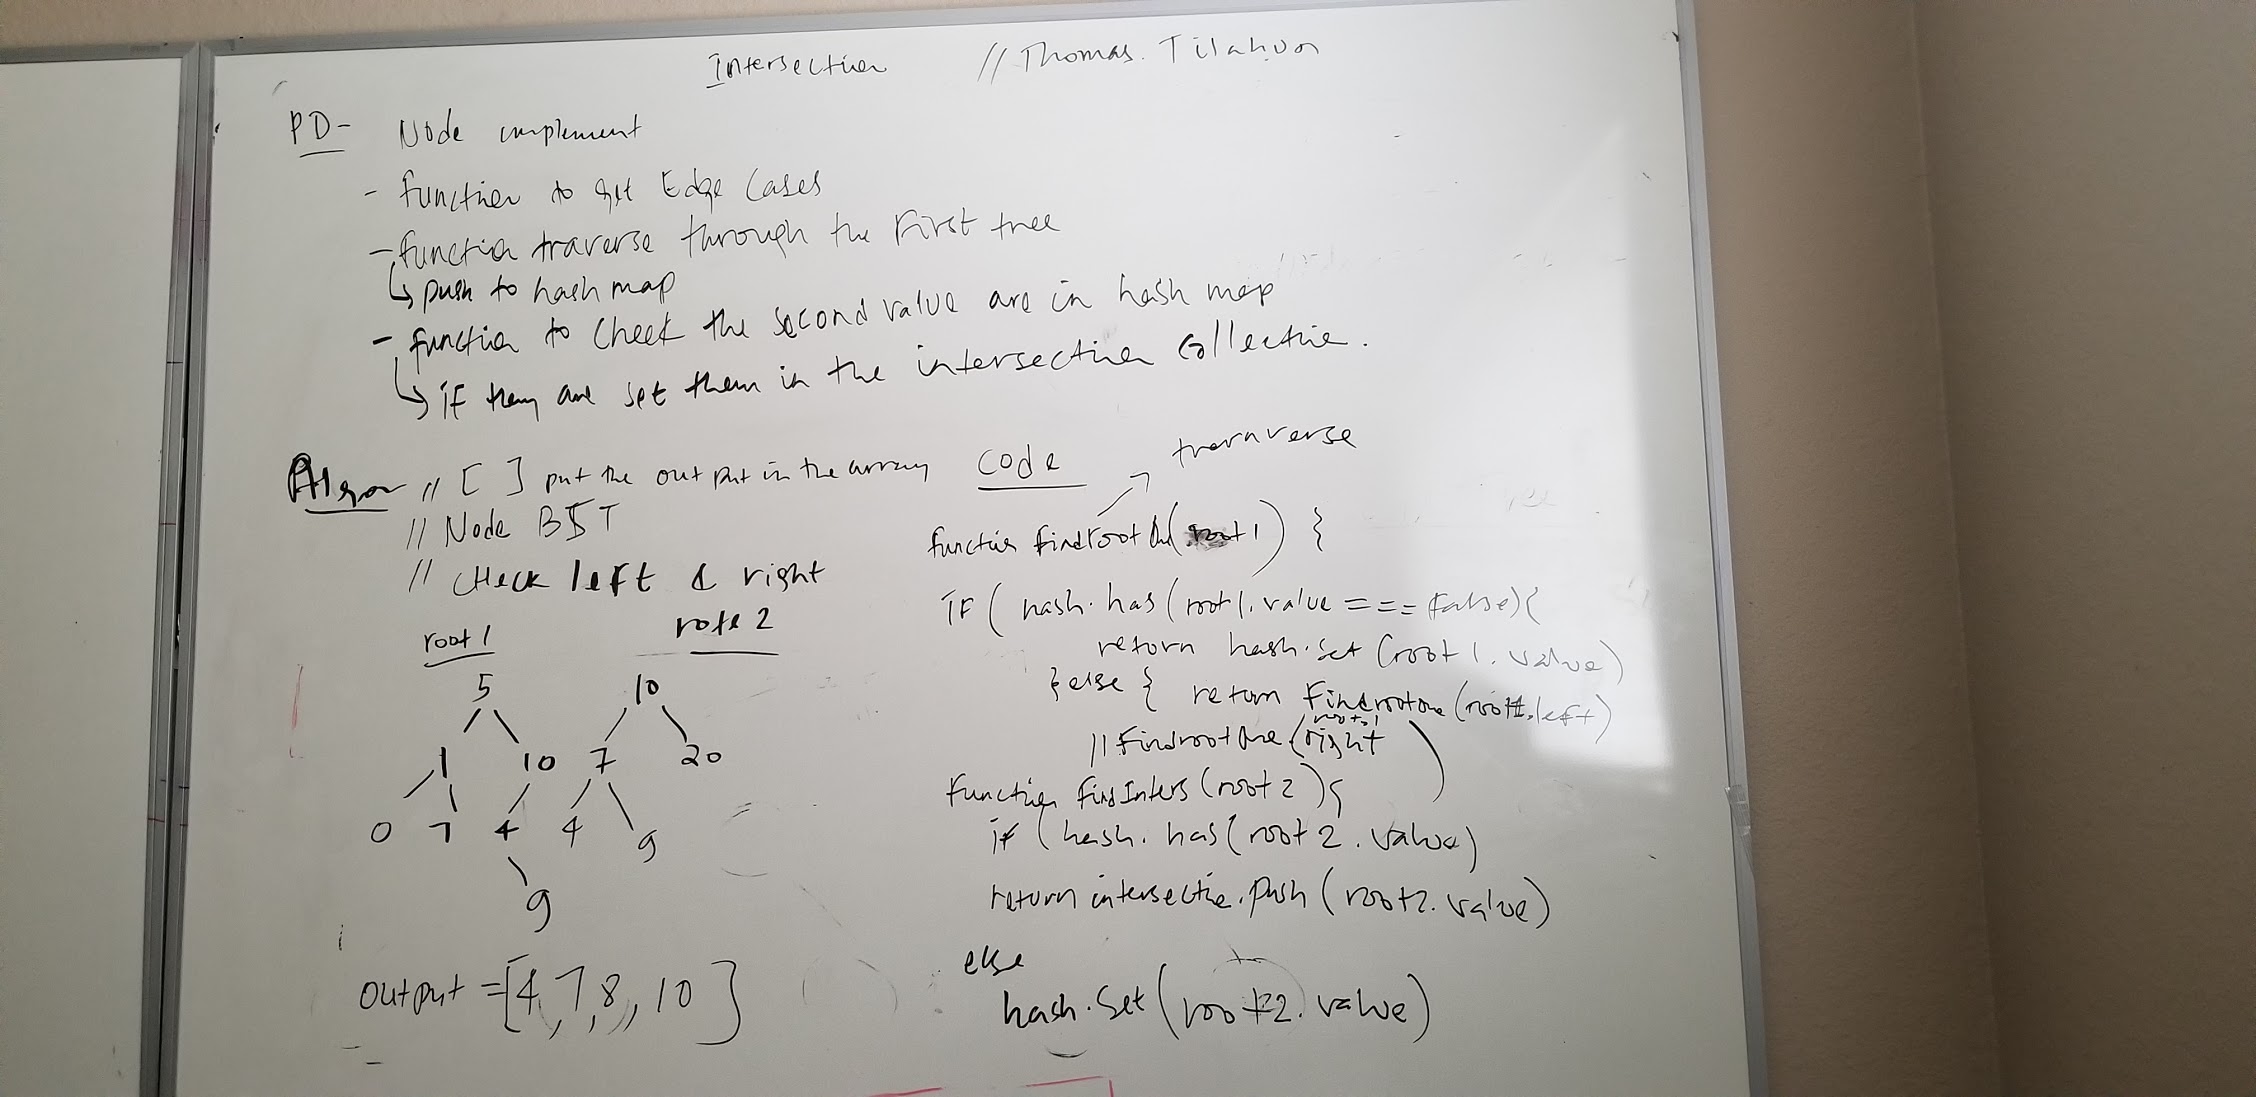 Intersection // Thomas. Tilahun
PD- Node implement
- function to get Edge Cases
- function traverse through the First tree
↳ push to hash map
- function to check the second value are in hash map
↳ if they are set them in the intersection collection.
Algor // [ ] put the output in the array
// Node BST
// CHeck left & right
root 1
rote 2
5
1 10
0 7 4
9
10
7 20
4 9
output = [4, 7, 8, 10]
Code
traraverse
function findrootOne(root1) {
IF ( hash. has (root1. value === false) {
return hash. Set (root1. value)
} else { return Findrootone (root1. left)
// Findrootone (root.1 right)
Function findInters (root2) {
if (hash. has (root2. value)
return intersection. push (root2. value)
else
hash. Set (root2. value)